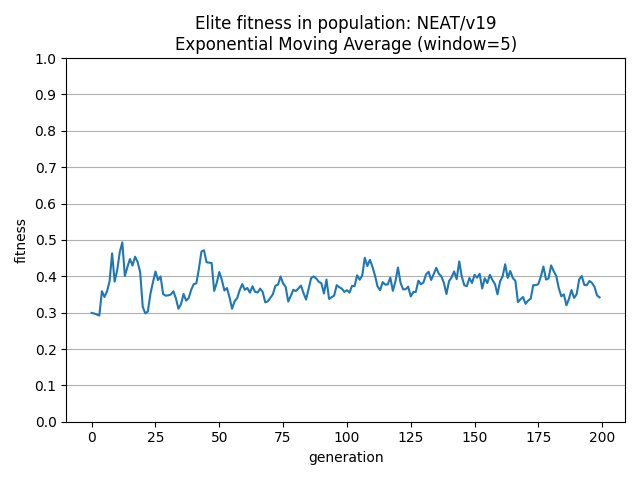 Elite fitness in population: NEAT/v19
Exponential Moving Average (window=5)
1.0
0.9
0.8
0.7
0.6
0.5
0.4
0.3
0.2
0.1
0.0
fitness
0 25 50 75 100 125 150 175 200
generation